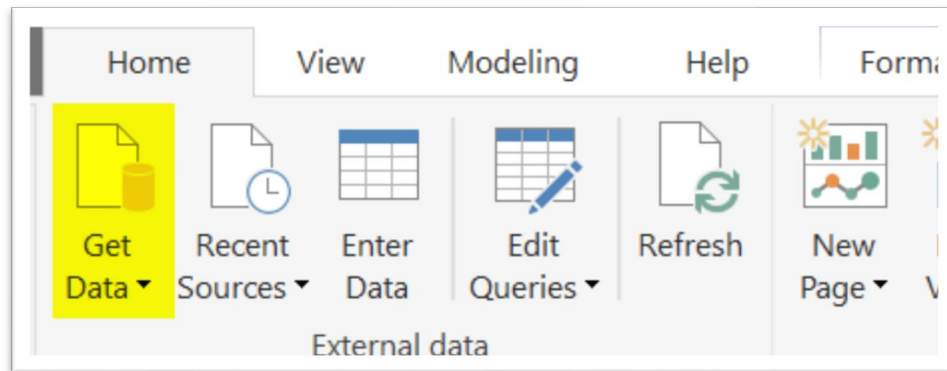 Home View Modeling Help
Get Recent Enter Edit Refresh New
Data Sources Data Queries Page
External data